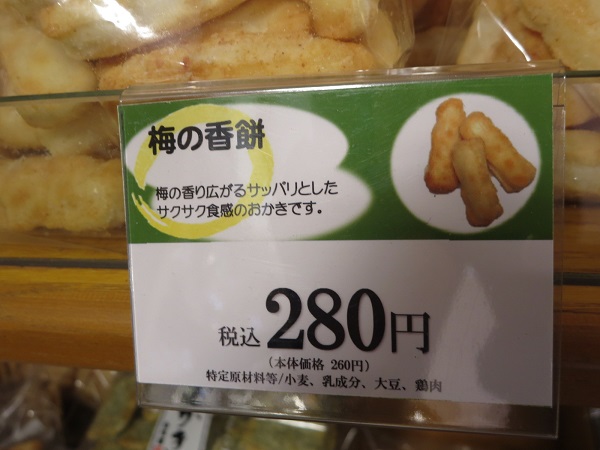 梅の香餅
梅の香り広がるサッパリとした
サクサク食感のおかきです。
税込 280円
(本体価格 260円)
特定原材料等/小麦、乳成分、大豆、鶏肉